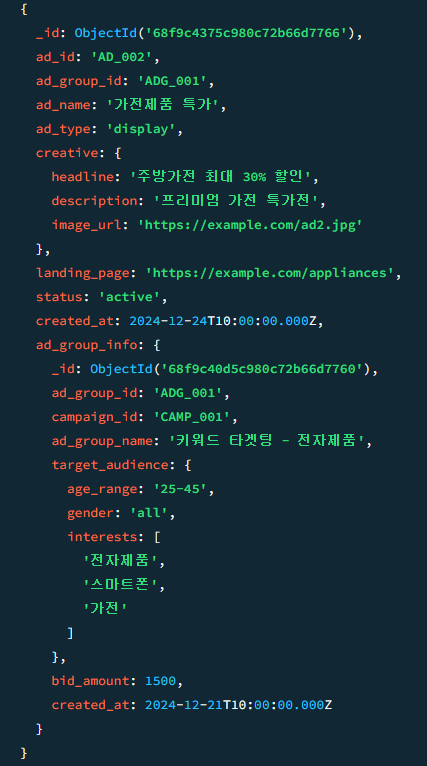 {
  _id: ObjectId('68f9c4375c980c72b66d7766'),
  ad_id: 'AD_002',
  ad_group_id: 'ADG_001',
  ad_name: '가전제품 특가',
  ad_type: 'display',
  creative: {
    headline: '주방가전 최대 30% 할인',
    description: '프리미엄 가전 특가전',
    image_url: 'https://example.com/ad2.jpg'
  },
  landing_page: 'https://example.com/appliances',
  status: 'active',
  created_at: 2024-12-24T10:00:00.000Z,
  ad_group_info: {
    _id: ObjectId('68f9c40d5c980c72b66d7760'),
    ad_group_id: 'ADG_001',
    campaign_id: 'CAMP_001',
    ad_group_name: '키워드 타겟팅 - 전자제품',
    target_audience: {
      age_range: '25-45',
      gender: 'all',
      interests: [
        '전자제품',
        '스마트폰',
        '가전'
      ]
    },
    bid_amount: 1500,
    created_at: 2024-12-21T10:00:00.000Z
  }
}